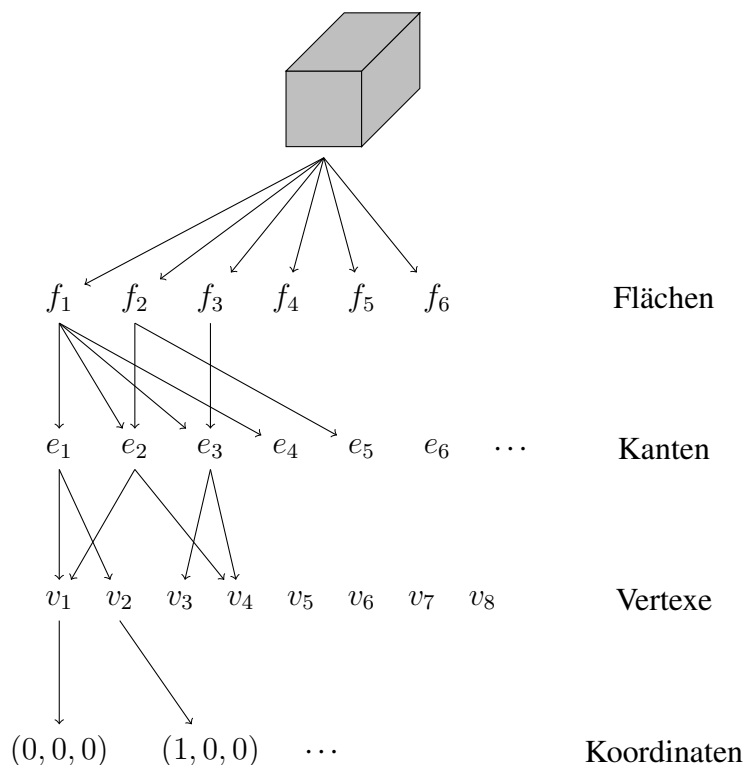 f₁ f₂ f₃ f₄ f₅ f₆ Flächen
e₁ e₂ e₃ e₄ e₅ e₆ ⋯ Kanten
v₁ v₂ v₃ v₄ v₅ v₆ v₇ v₈ Vertexe
(0, 0, 0) (1, 0, 0) ⋯ Koordinaten